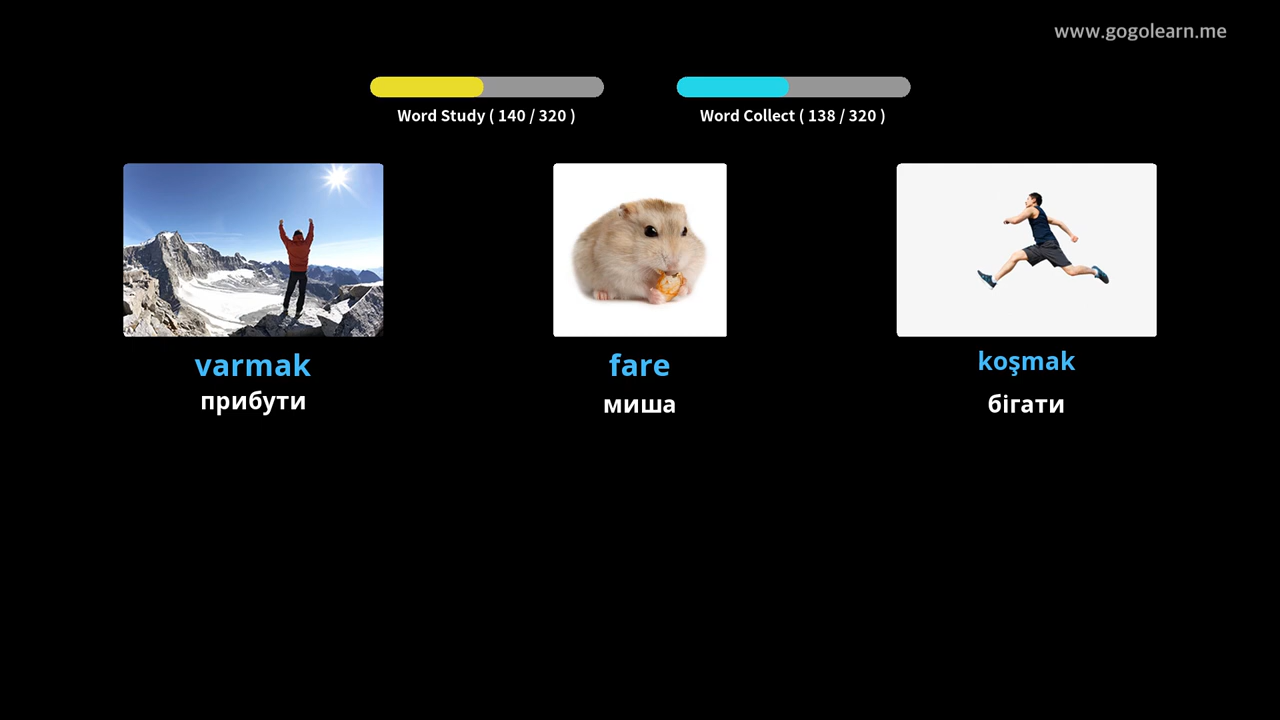 www.gogolearn.me
Word Study ( 140 / 320 )
Word Collect ( 138 / 320 )
varmak
прибути
fare
миша
koşmak
бігати